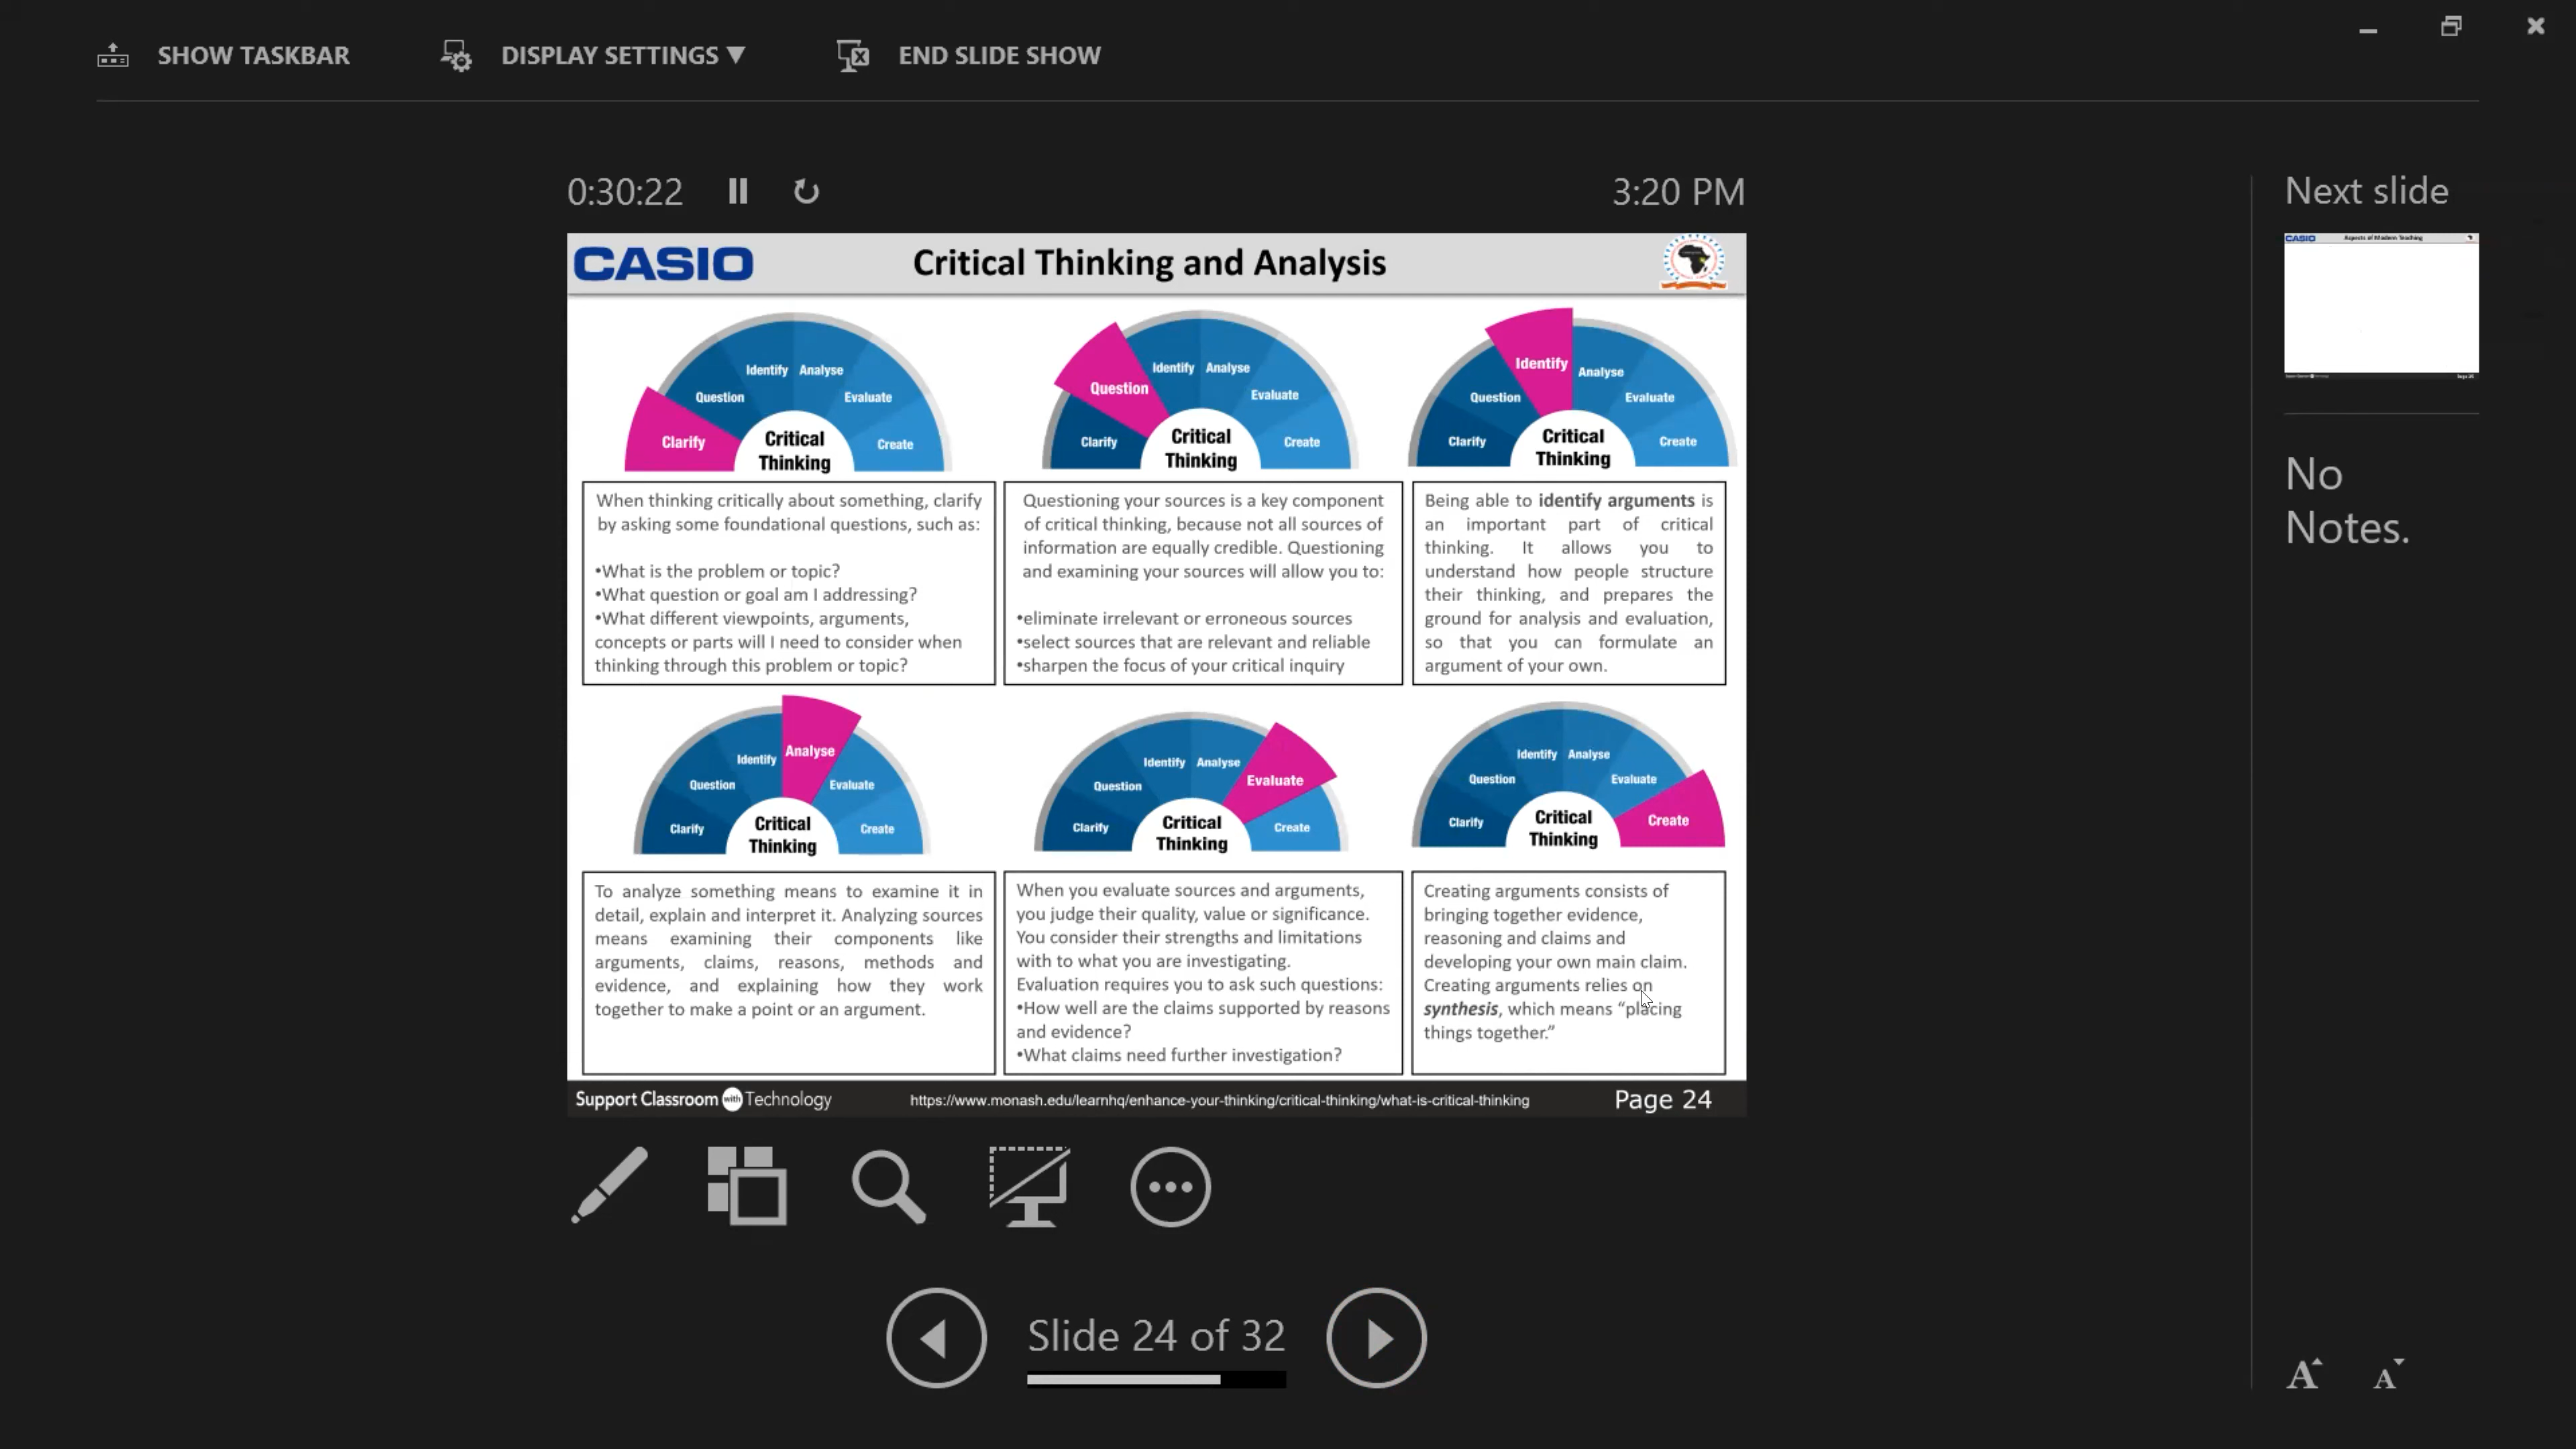 SHOW TASKBAR
DISPLAY SETTINGS ▼
END SLIDE SHOW
0:30:22
3:20 PM
Next slide
CASIO
Critical Thinking and Analysis
CASIO
Aspects of Modern Teaching
Clarify
Question
Identify
Analyse
Evaluate
Create
Critical
Thinking
Clarify
Question
Identify
Analyse
Evaluate
Create
Critical
Thinking
Clarify
Question
Identify
Analyse
Evaluate
Create
Critical
Thinking
When thinking critically about something, clarify
by asking some foundational questions, such as:
•What is the problem or topic?
•What question or goal am I addressing?
•What different viewpoints, arguments,
concepts or parts will I need to consider when
thinking through this problem or topic?
Questioning your sources is a key component
of critical thinking, because not all sources of
information are equally credible. Questioning
and examining your sources will allow you to:
•eliminate irrelevant or erroneous sources
•select sources that are relevant and reliable
•sharpen the focus of your critical inquiry
Being able to identify arguments is
an important part of critical
thinking. It allows you to
understand how people structure
their thinking, and prepares the
ground for analysis and evaluation,
so that you can formulate an
argument of your own.
No
Notes.
Clarify
Question
Identify
Analyse
Evaluate
Create
Critical
Thinking
Clarify
Question
Identify
Analyse
Evaluate
Create
Critical
Thinking
Clarify
Question
Identify
Analyse
Evaluate
Create
Critical
Thinking
To analyze something means to examine it in
detail, explain and interpret it. Analyzing sources
means examining their components like
arguments, claims, reasons, methods and
evidence, and explaining how they work
together to make a point or an argument.
When you evaluate sources and arguments,
you judge their quality, value or significance.
You consider their strengths and limitations
with to what you are investigating.
Evaluation requires you to ask such questions:
•How well are the claims supported by reasons
and evidence?
•What claims need further investigation?
Creating arguments consists of
bringing together evidence,
reasoning and claims and
developing your own main claim.
Creating arguments relies on
synthesis, which means “placing
things together.”
Support Classroom with Technology
https://www.monash.edu/learnhq/enhance-your-thinking/critical-thinking/what-is-critical-thinking
Page 24
Slide 24 of 32
A
A